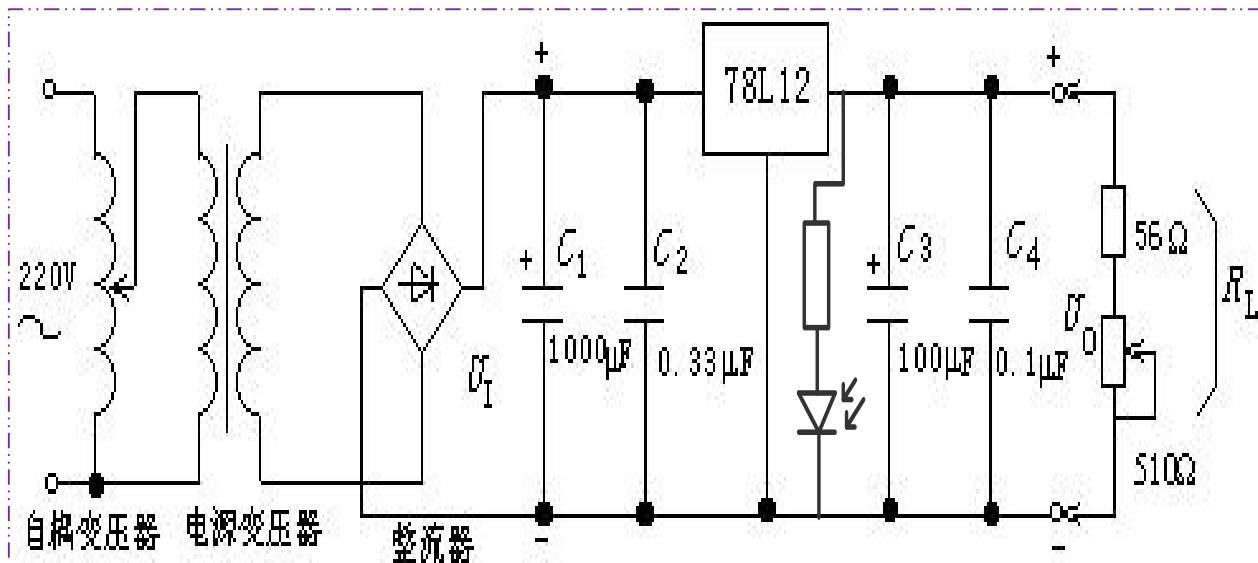 +
78L12
+
220V
+
C1
C2
+
C3
C4
56Ω
RL
1000μF
0.33μF
UI
100μF
0.1μF
UO
510Ω
自耦变压器
电源变压器
整流器
-
-